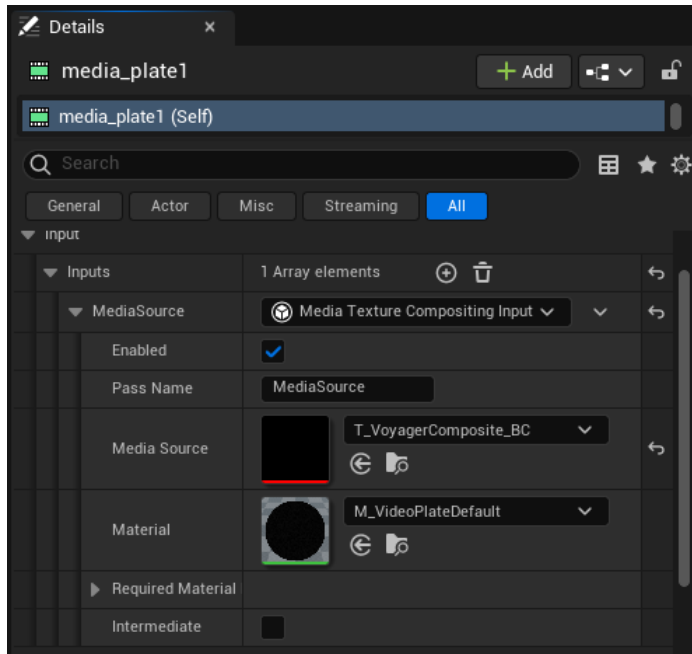 Details
media_plate1
Add
media_plate1 (Self)
Search
General Actor Misc Streaming All
Input
Inputs 1 Array elements
MediaSource Media Texture Compositing Input
Enabled
Pass Name MediaSource
Media Source T_VoyagerComposite_BC
Material M_VideoPlateDefault
Required Material
Intermediate